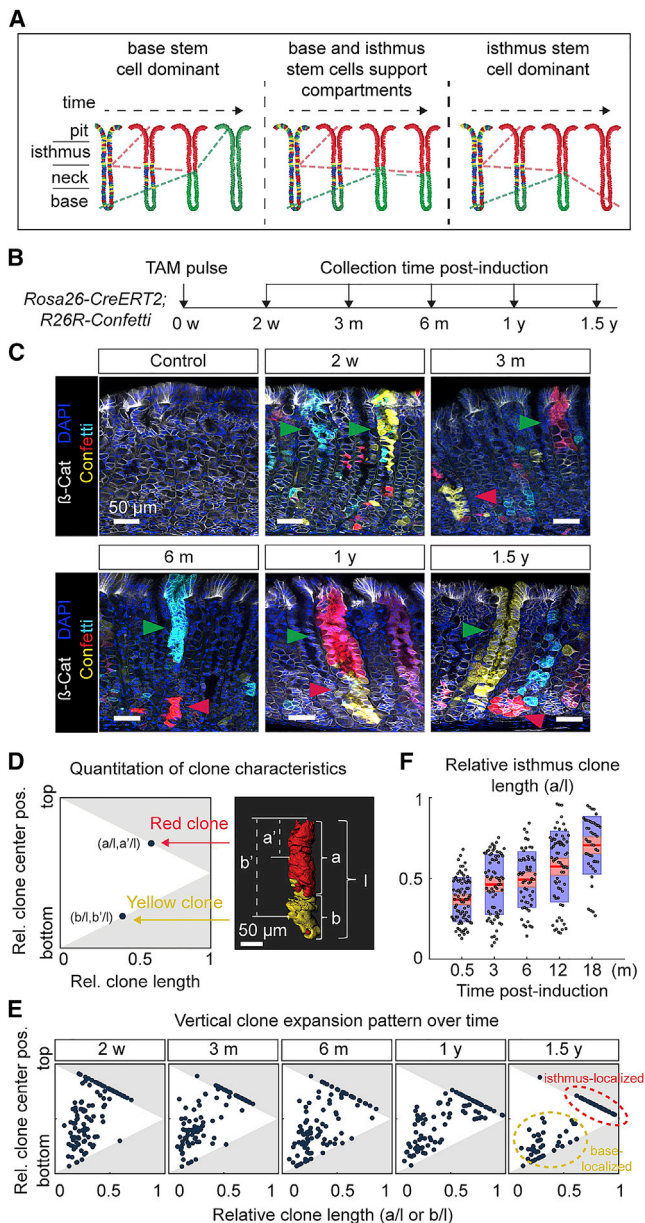 A
base stem
cell dominant
base and isthmus
stem cells support
compartments
isthmus stem
cell dominant
time
pit
isthmus
neck
base
B
TAM pulse
Collection time post-induction
Rosa26-CreERT2;
R26R-Confetti
0 w
2 w
3 m
6 m
1 y
1.5 y
C
Control
2 w
3 m
ß-Cat DAPI
Confetti
50 µm
6 m
1 y
1.5 y
ß-Cat DAPI
Confetti
D
Quantitation of clone characteristics
Rel. clone center pos.
top
bottom
Red clone
(a/l,a'/l)
Yellow clone
(b/l,b'/l)
0
1
Rel. clone length
a'
b'
a
b
l
50 µm
F
Relative isthmus clone
length (a/l)
1
0.5
0
0.5 3 6 12 18 (m)
Time post-induction
E
Vertical clone expansion pattern over time
2 w
3 m
6 m
1 y
1.5 y
Rel. clone center pos.
top
bottom
isthmus-localized
base-
localized
0 0.5 1 0 0.5 1 0 0.5 1 0 0.5 1 0 0.5 1
Relative clone length (a/l or b/l)